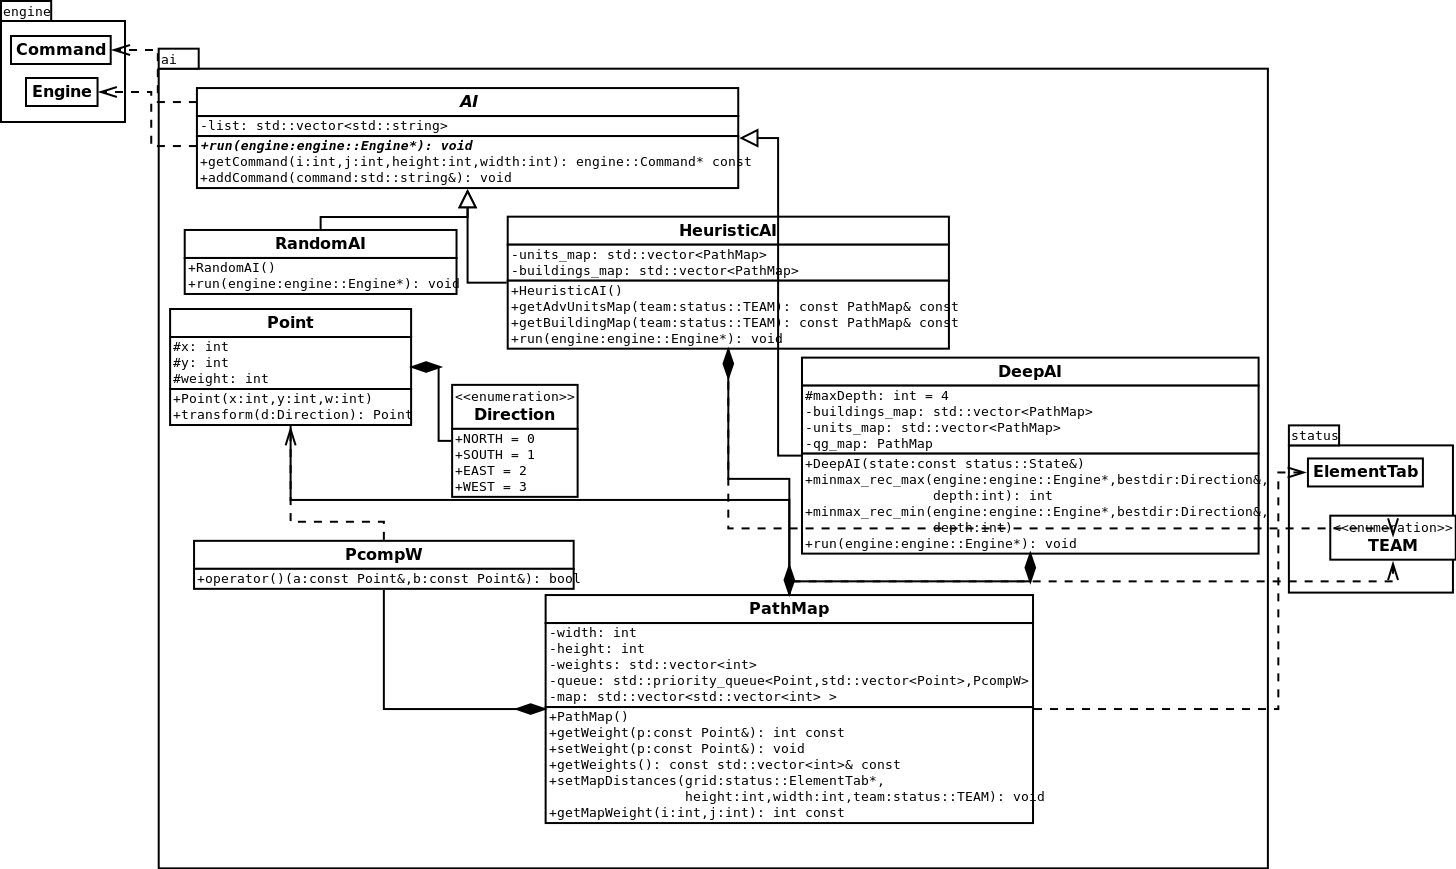 engine
Command
Engine
ai
AI
-list: std::vector<std::string>
+run(engine:engine::Engine*): void
+getCommand(i:int,j:int,height:int,width:int): engine::Command* const
+addCommand(command:std::string&): void
RandomAI
+RandomAI()
+run(engine:engine::Engine*): void
HeuristicAI
-units_map: std::vector<PathMap>
-buildings_map: std::vector<PathMap>
+HeuristicAI()
+getAdvUnitsMap(team:status::TEAM): const PathMap& const
+getBuildingMap(team:status::TEAM): const PathMap& const
+run(engine:engine::Engine*): void
Point
#x: int
#y: int
#weight: int
+Point(x:int,y:int,w:int)
+transform(d:Direction): Point
<<enumeration>>
Direction
+NORTH = 0
+SOUTH = 1
+EAST = 2
+WEST = 3
DeepAI
#maxDepth: int = 4
-buildings_map: std::vector<PathMap>
-units_map: std::vector<PathMap>
-qg_map: PathMap
+DeepAI(state:const status::State&)
+minmax_rec_max(engine:engine::Engine*,bestdir:Direction&,
depth:int): int
+minmax_rec_min(engine:engine::Engine*,bestdir:Direction&,
depth:int)
+run(engine:engine::Engine*): void
status
ElementTab
<<enumeration>>
TEAM
PcompW
+operator()(a:const Point&,b:const Point&): bool
PathMap
-width: int
-height: int
-weights: std::vector<int>
-queue: std::priority_queue<Point,std::vector<Point>,PcompW>
-map: std::vector<std::vector<int> >
+PathMap()
+getWeight(p:const Point&): int const
+setWeight(p:const Point&): void
+getWeights(): const std::vector<int>& const
+setMapDistances(grid:status::ElementTab*,
height:int,width:int,team:status::TEAM): void
+getMapWeight(i:int,j:int): int const